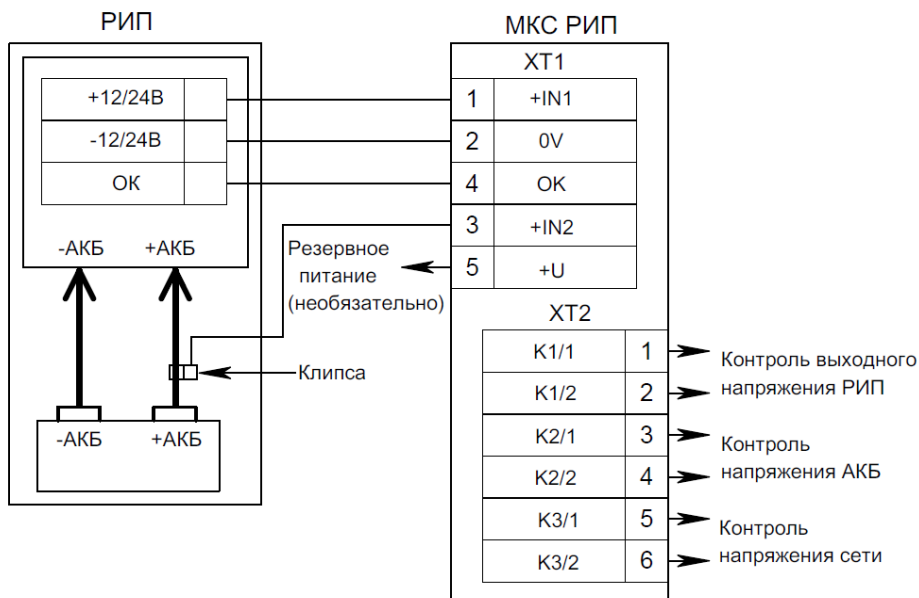 РИП
МКС РИП
XT1
+12/24В
1
+IN1
-12/24В
2
0V
ОК
4
OK
3
+IN2
-АКБ
+АКБ
Резервное
питание
(необязательно)
5
+U
XT2
K1/1
1
Контроль выходного
напряжения РИП
K1/2
2
Клипса
-АКБ
+АКБ
K2/1
3
Контроль
напряжения АКБ
K2/2
4
K3/1
5
Контроль
напряжения сети
K3/2
6